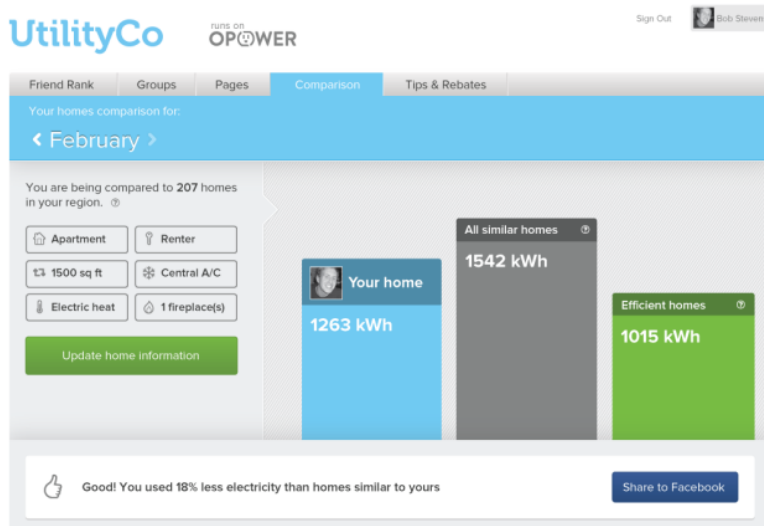 UtilityCo
runs on
OPOWER
Sign Out
Bob Steven
Friend Rank
Groups
Pages
Comparison
Tips & Rebates
Your homes comparison for:
< February >
You are being compared to 207 homes
in your region. ?
Apartment
Renter
1500 sq ft
Central A/C
Electric heat
1 fireplace(s)
Update home information
Your home
1263 kWh
All similar homes ?
1542 kWh
Efficient homes ?
1015 kWh
Good! You used 18% less electricity than homes similar to yours
Share to Facebook